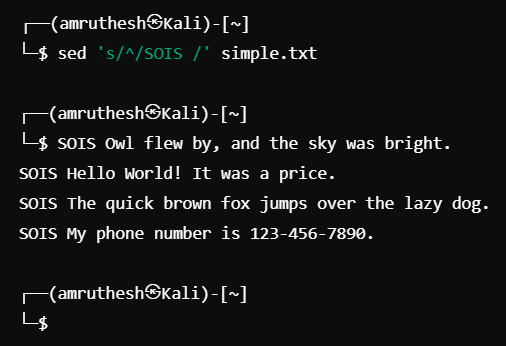 ┌──(amruthesh㉿Kali)-[~]
└─$ sed 's/^/SOIS /' simple.txt
┌──(amruthesh㉿Kali)-[~]
└─$ SOIS Owl flew by, and the sky was bright.
SOIS Hello World! It was a price.
SOIS The quick brown fox jumps over the lazy dog.
SOIS My phone number is 123-456-7890.
┌──(amruthesh㉿Kali)-[~]
└─$